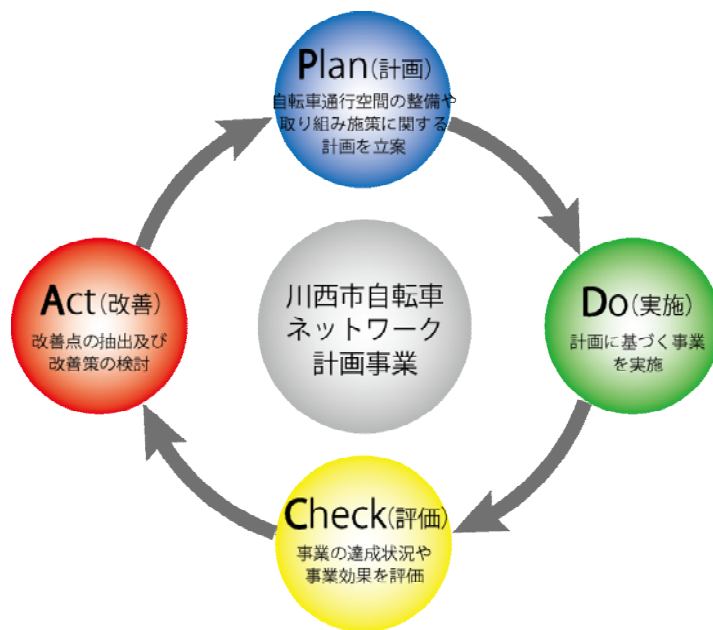 Plan(計画)
自転車通行空間の整備や
取り組み施策に関する
計画を立案
Do(実施)
計画に基づく事業
を実施
Check(評価)
事業の達成状況や
事業効果を評価
Act(改善)
改善点の抽出及び
改善策の検討
川西市自転車
ネットワーク
計画事業